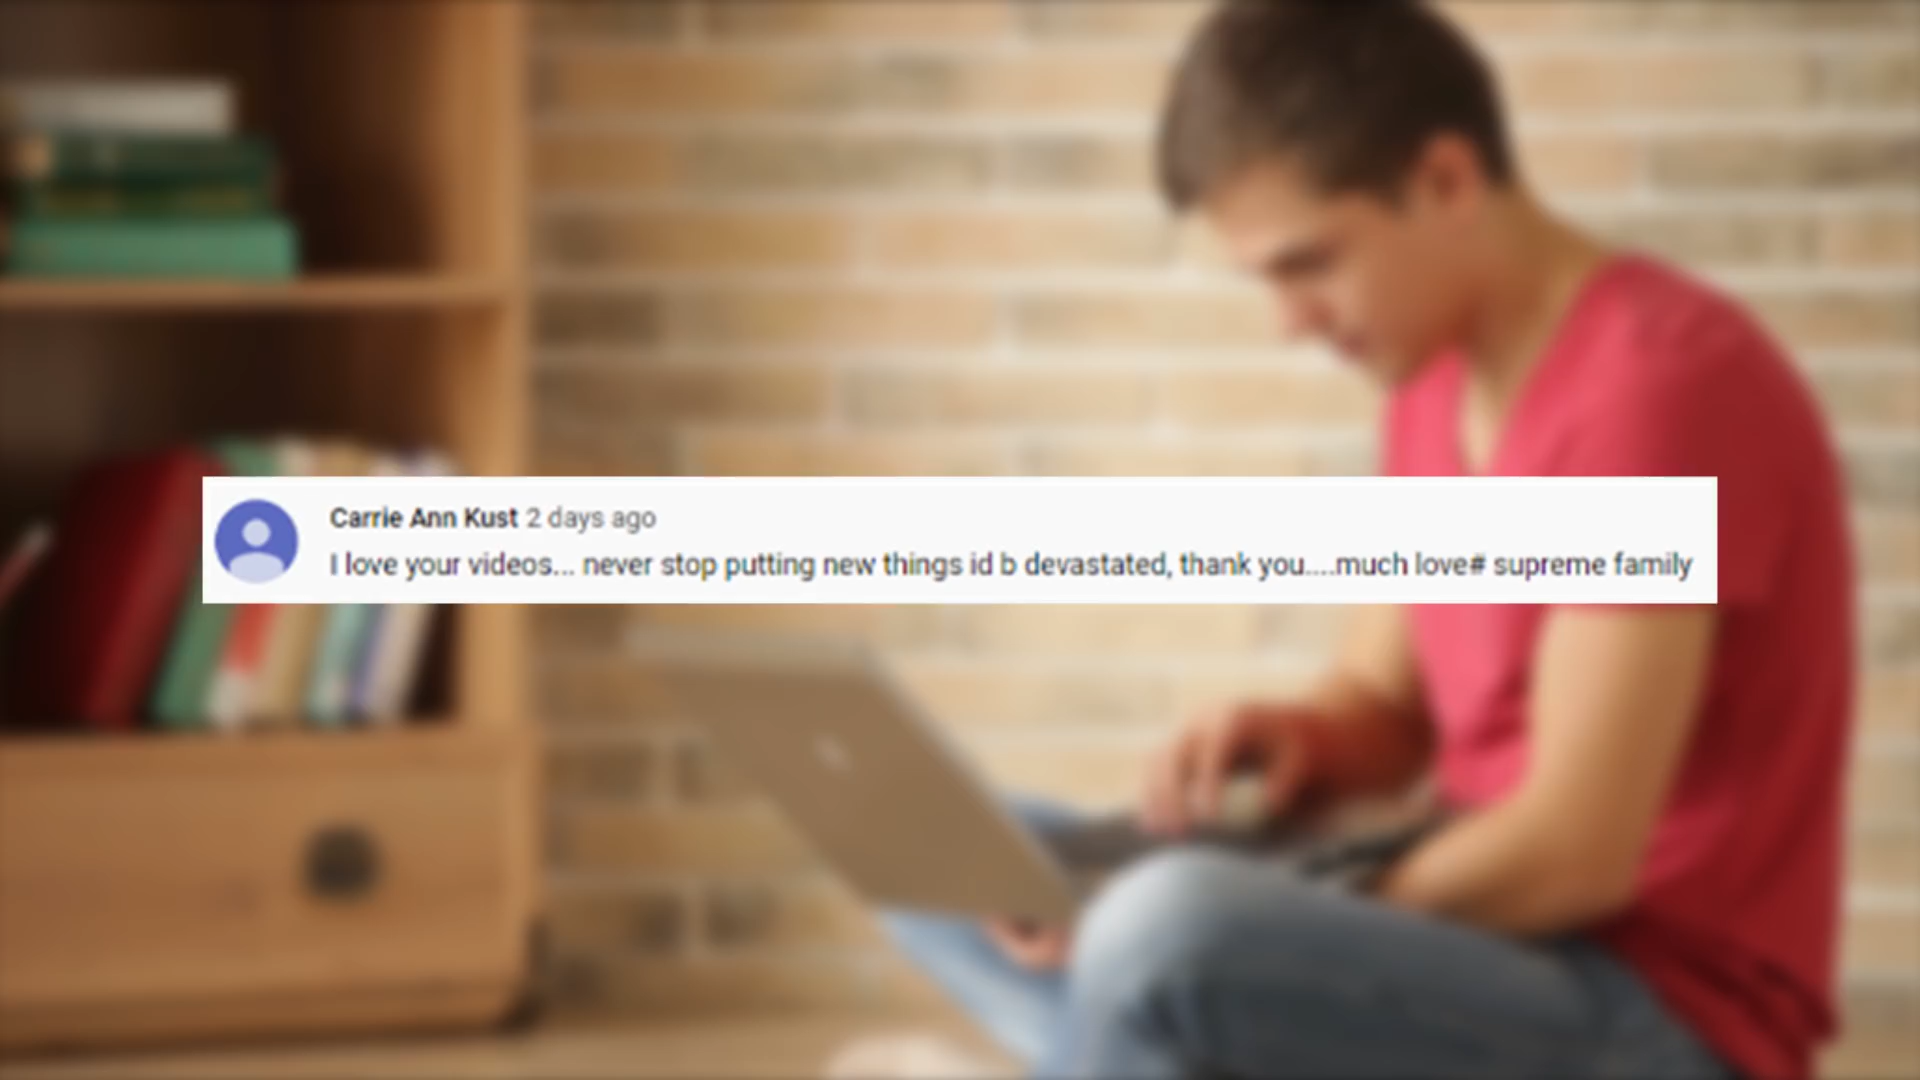 Carrie Ann Kust 2 days ago
I love your videos... never stop putting new things id b devastated, thank you....much love# supreme family